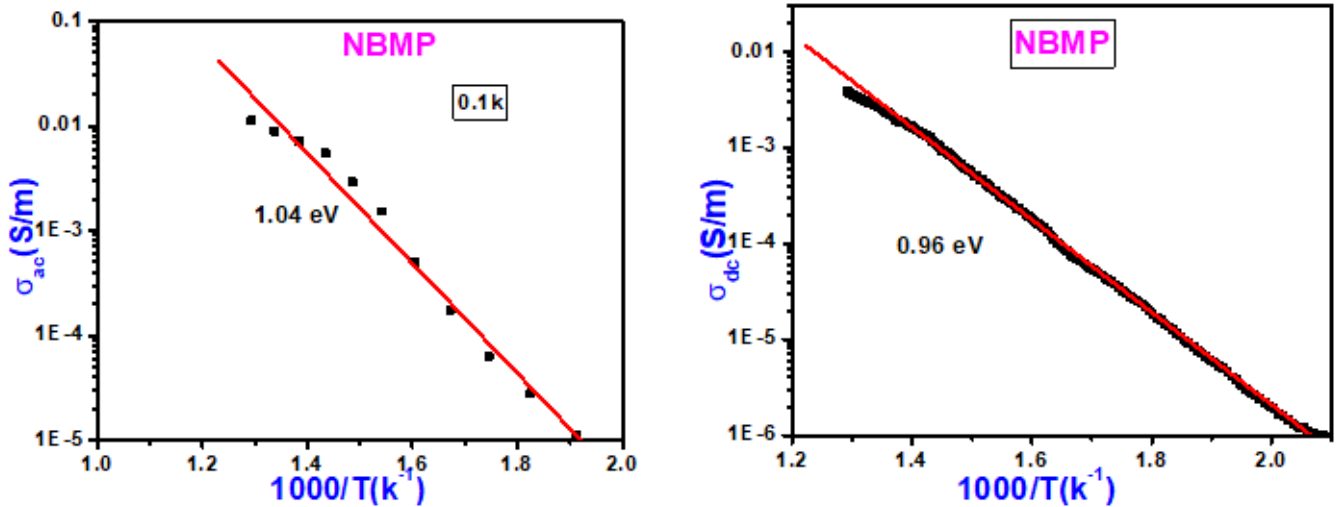 NBMP
0.1k
1.04 eV
0.1
0.01
1E-3
1E-4
1E-5
σac(S/m)
1.0 1.2 1.4 1.6 1.8 2.0
1000/T(k-1)
NBMP
0.96 eV
0.01
1E-3
1E-4
1E-5
1E-6
σdc(S/m)
1.2 1.4 1.6 1.8 2.0
1000/T(k-1)